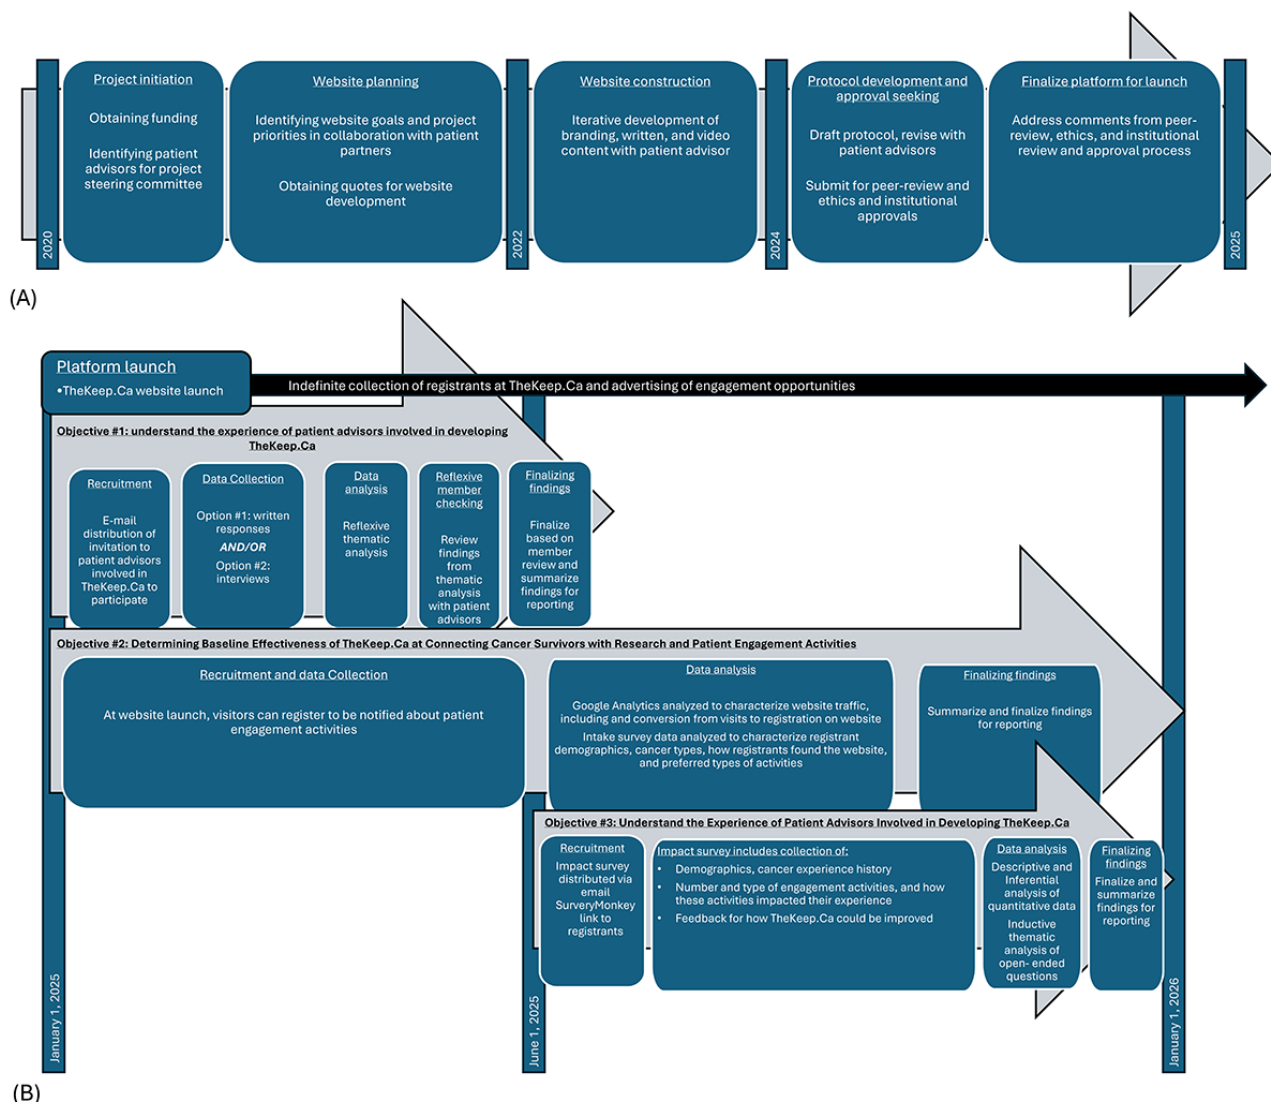 Project initiation
Obtaining funding
Identifying patient
advisors for project
steering committee
Website planning
Identifying website goals and project
priorities in collaboration with patient
partners
Obtaining quotes for website
development
Website construction
Iterative development of
branding, written, and video
content with patient advisor
Protocol development and
approval seeking
Draft protocol, revise with
patient advisors
Submit for peer-review and
ethics and institutional
approvals
Finalize platform for launch
Address comments from peer-
review, ethics, and institutional
review and approval process
2020
2022
2024
2025
(A)
Platform launch
•TheKeep.Ca website launch
Indefinite collection of registrants at TheKeep.Ca and advertising of engagement opportunities
Objective #1: understand the experience of patient advisors involved in developing
TheKeep.Ca
Recruitment
E-mail
distribution of
invitation to
patient advisors
involved in
TheKeep.Ca to
participate
Data Collection
Option #1: written
responses
AND/OR
Option #2:
interviews
Data
analysis
Reflexive
thematic
analysis
Reflexive
member
checking
Review
findings
from
thematic
analysis
with patient
advisors
Finalizing
findings
Finalize
based on
member
review and
summarize
findings for
reporting
Objective #2: Determining Baseline Effectiveness of TheKeep.Ca at Connecting Cancer Survivors with Research and Patient Engagement Activities
Recruitment and data Collection
At website launch, visitors can register to be notified about patient
engagement activities
Data analysis
Google Analytics analyzed to characterize website traffic,
including and conversion from visits to registration on website
Intake survey data analyzed to characterize registrant
demographics, cancer types, how registrants found the website,
and preferred types of activities
Finalizing findings
Summarize and finalize findings
for reporting
Objective #3: Understand the Experience of Patient Advisors Involved in Developing TheKeep.Ca
Recruitment
Impact survey
distributed via
email
SurveryMonkey
link to
registrants
Impact survey includes collection of:
• Demographics, cancer experience history
• Number and type of engagement activities, and how
these activities impacted their experience
• Feedback for how TheKeep.Ca could be improved
Data analysis
Descriptive and
Inferential
analysis of
quantitative data
Inductive
thematic
analysis of
open- ended
questions
Finalizing
findings
Finalize and
summarize
findings for
reporting
January 1, 2025
June 1, 2025
January 1, 2026
(B)